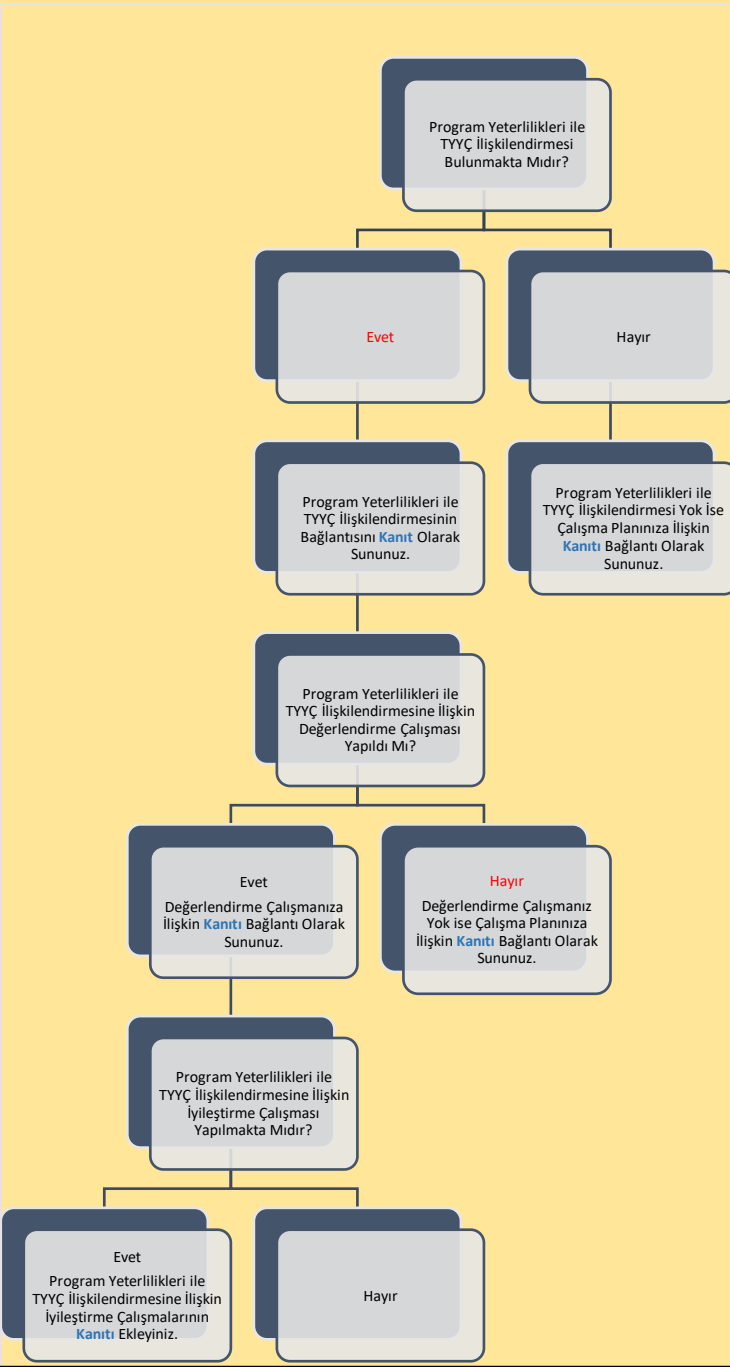 Program Yeterlilikleri ile
TYYÇ İlişkilendirmesi
Bulunmakta Mıdır?
Evet
Hayır
Program Yeterlilikleri ile
TYYÇ İlişkilendirmesinin
Bağlantısını Kanıt Olarak
Sununuz.
Program Yeterlilikleri ile
TYYÇ İlişkilendirmesi Yok İse
Çalışma Planınıza İlişkin
Kanıtı Bağlantı Olarak
Sununuz.
Program Yeterlilikleri ile
TYYÇ İlişkilendirmesine İlişkin
Değerlendirme Çalışması
Yapıldı Mı?
Evet
Değerlendirme Çalışmanıza
İlişkin Kanıtı Bağlantı Olarak
Sununuz.
Hayır
Değerlendirme Çalışmanız
Yok ise Çalışma Planınıza
İlişkin Kanıtı Bağlantı Olarak
Sununuz.
Program Yeterlilikleri ile
TYYÇ İlişkilendirmesine İlişkin
İyileştirme Çalışması
Yapılmakta Mıdır?
Evet
Program Yeterlilikleri ile
TYYÇ İlişkilendirmesine İlişkin
İyileştirme Çalışmalarının
Kanıtı Ekleyiniz.
Hayır